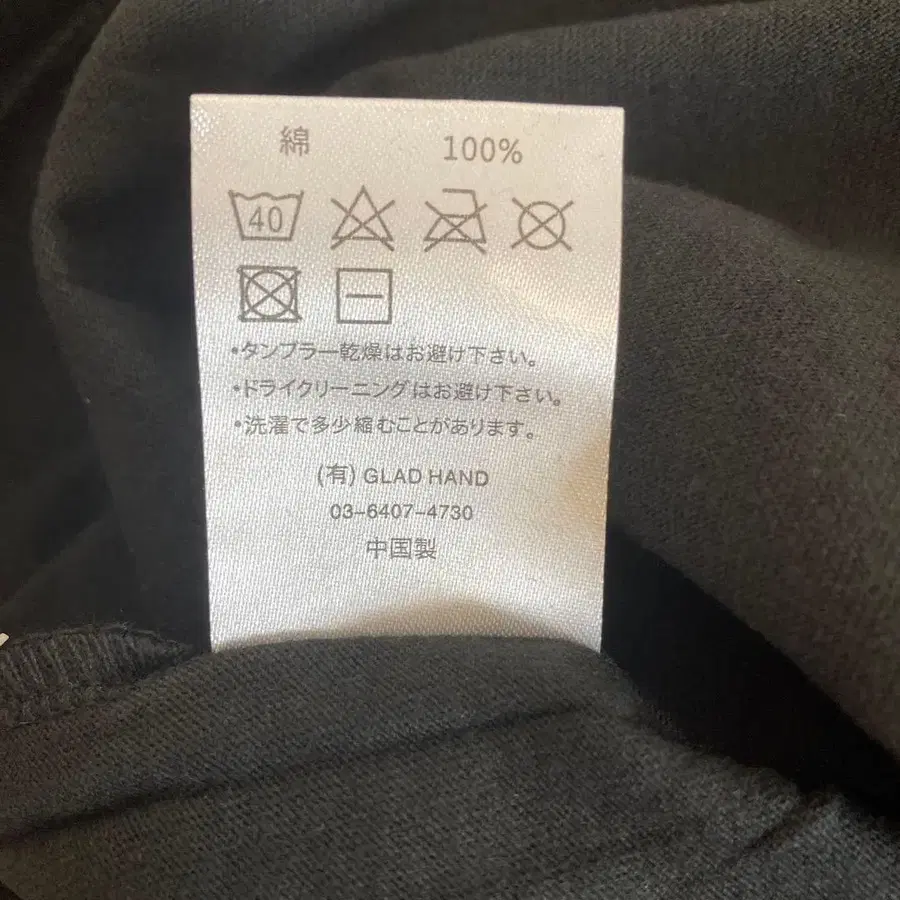 綿 100%
40
•タンブラー乾燥はお避け下さい。
•ドライクリーニングはお避け下さい。
•洗濯で多少縮むことがあります。
(有) GLAD HAND
03-6407-4730
中国製